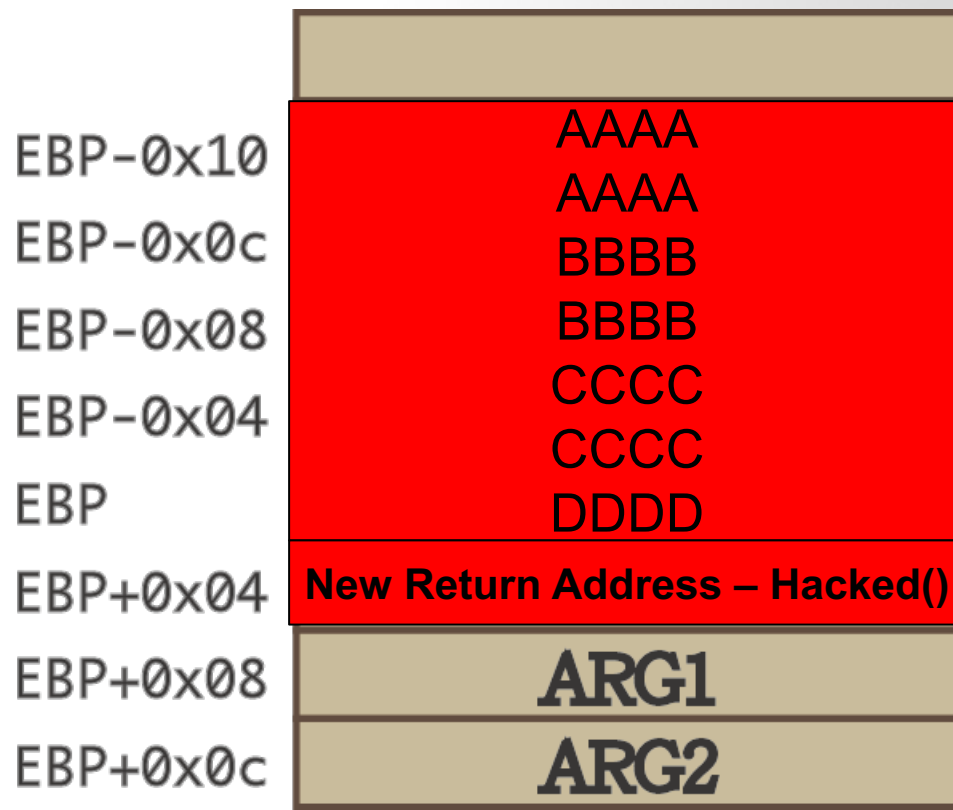 EBP-0x10
AAAA
AAAA
EBP-0x0c
BBBB
EBP-0x08
BBBB
CCCC
EBP-0x04
CCCC
EBP
DDDD
EBP+0x04 New Return Address – Hacked()
EBP+0x08 ARG1
EBP+0x0c ARG2